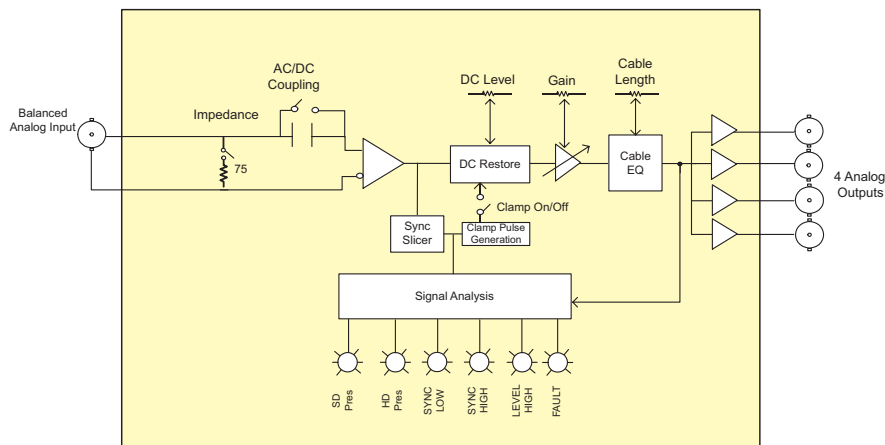 AC/DC
Coupling
DC Level
Gain
Cable
Length
Balanced
Analog Input
Impedance
75
DC Restore
Cable
EQ
4 Analog
Outputs
Clamp On/Off
Sync
Slicer
Clamp Pulse
Generation
Signal Analysis
SD
Pres
HD
Pres
SYNC
LOW
SYNC
HIGH
LEVEL
HIGH
FAULT